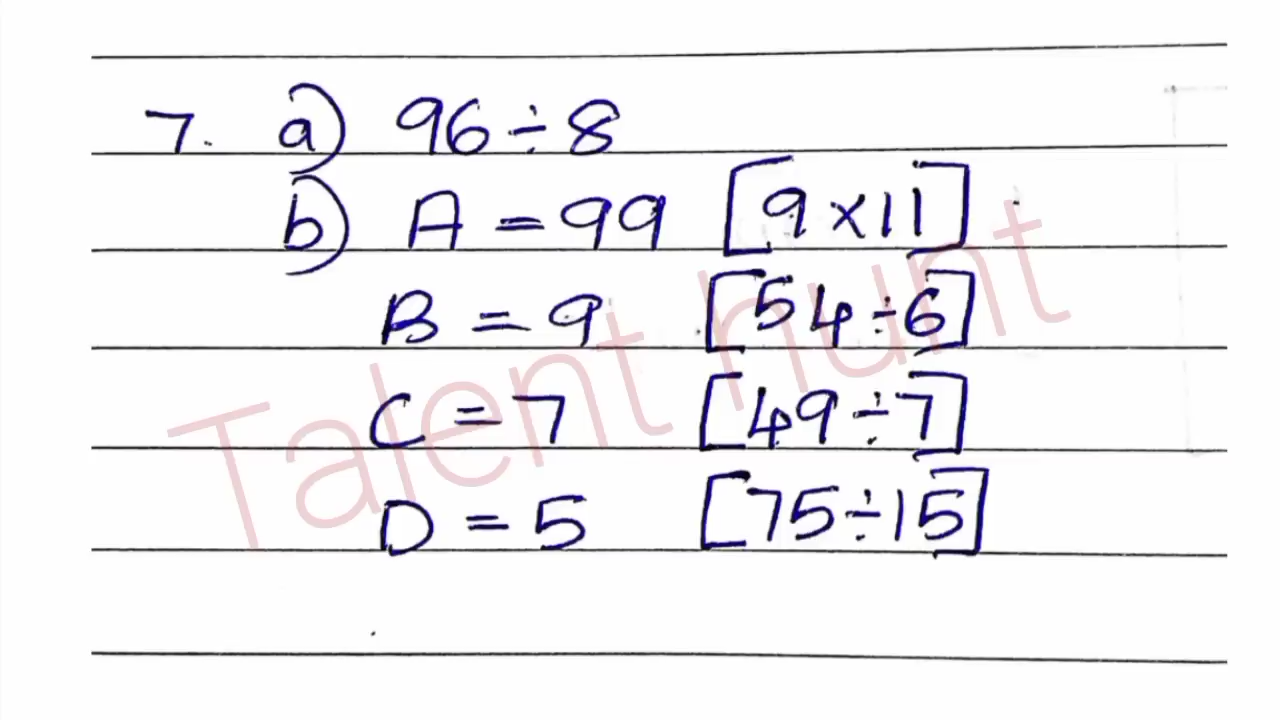 7. a) 96 ÷ 8
b) A = 99 [9 × 11]
B = 9 [54 ÷ 6]
C = 7 [49 ÷ 7]
D = 5 [75 ÷ 15]
Talent hunt